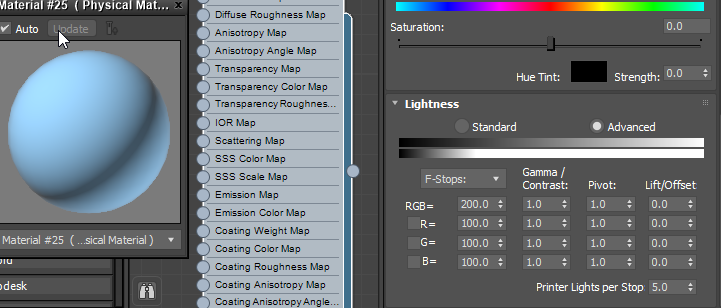 Material #25 ( Physical Mat...
Auto
Update
Material #25 ( ...sical Material )
odesk
Diffuse Roughness Map
Anisotropy Map
Anisotropy Angle Map
Transparency Map
Transparency Color Map
Transparency Roughnes...
IOR Map
Scattering Map
SSS Color Map
SSS Scale Map
Emission Map
Emission Color Map
Coating Weight Map
Coating Color Map
Coating Roughness Map
Coating Anisotropy Map
Coating Anisotropy Angle...
Saturation: 0.0
Hue Tint: Strength: 0.0
Lightness
Standard Advanced
F-Stops: Gamma / Contrast: Pivot: Lift/Offset
RGB= 200.0 1.0 1.0 0.0
R= 100.0 1.0 1.0 0.0
G= 100.0 1.0 1.0 0.0
B= 100.0 1.0 1.0 0.0
Printer Lights per Stop 5.0